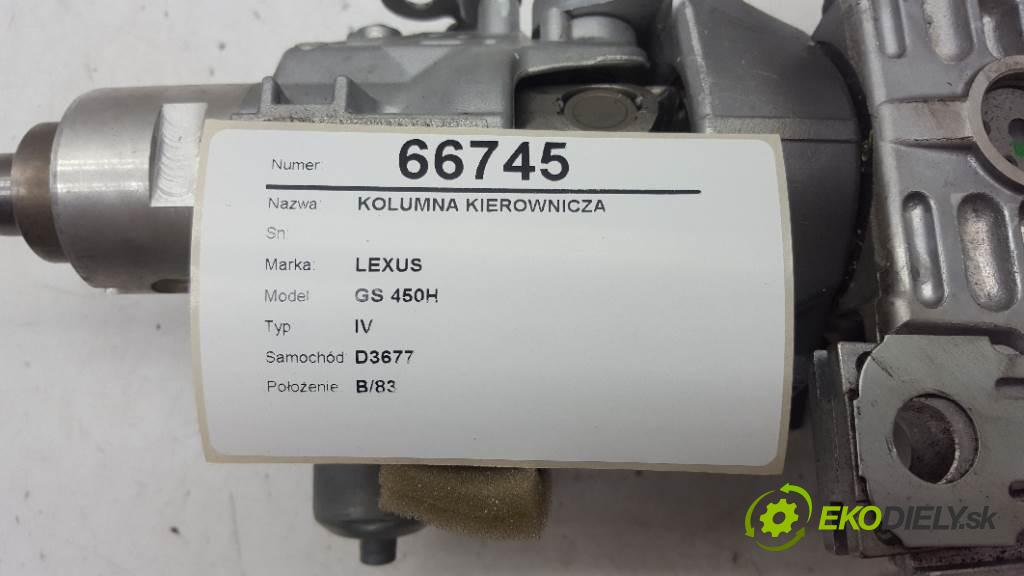 Numer: 66745
Nazwa: KOLUMNA KIEROWNICZA
Sn:
Marka: LEXUS
Model: GS 450H
Typ IV
Samochód: D3677
Położenie: B/83
EKODIELY.sk